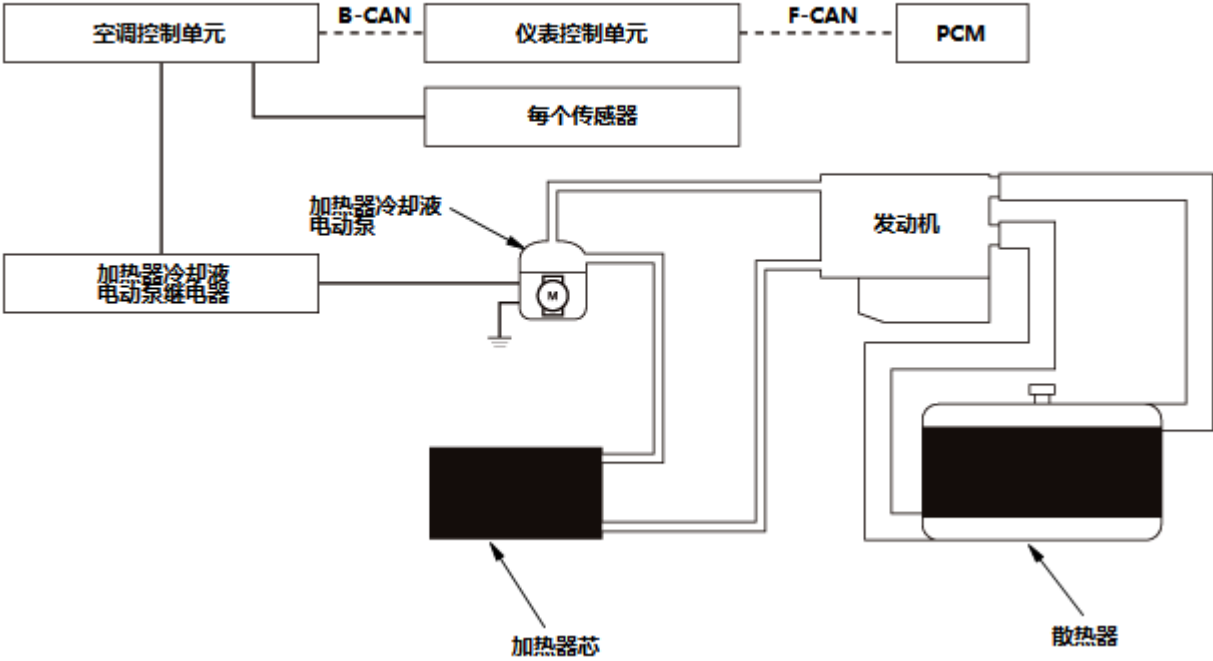 B-CAN
F-CAN
空调控制单元
仪表控制单元
PCM
每个传感器
加热器冷却液
电动泵
发动机
加热器冷却液
电动泵继电器
M
加热器芯
散热器